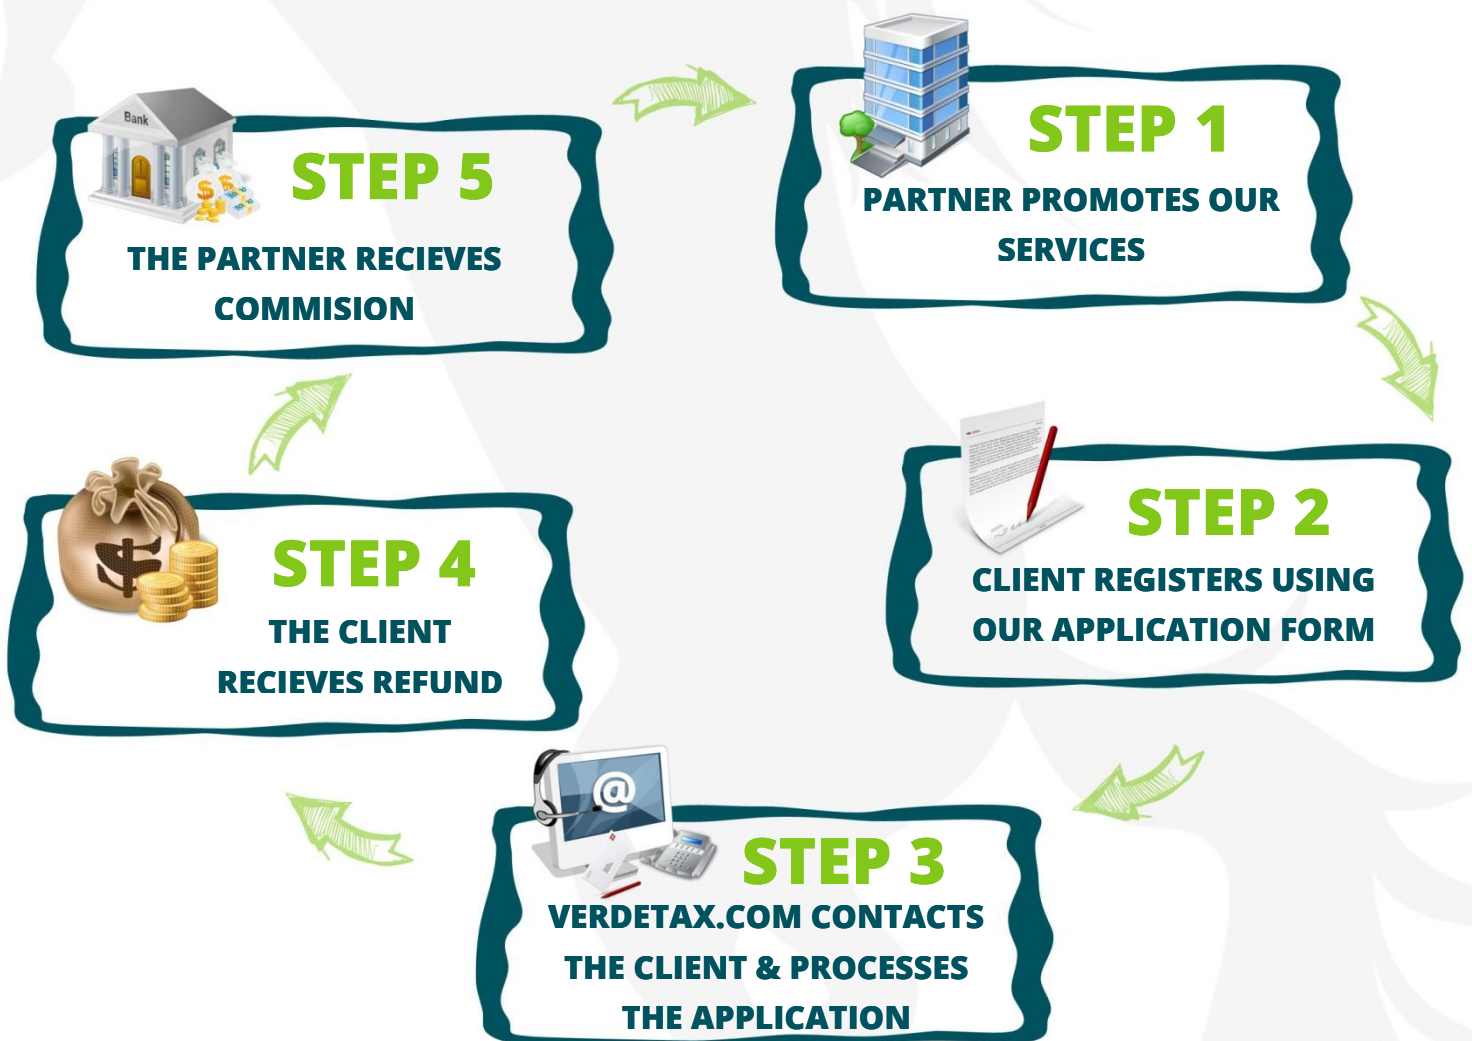 STEP 1
PARTNER PROMOTES OUR
SERVICES
STEP 2
CLIENT REGISTERS USING
OUR APPLICATION FORM
STEP 3
VERDETAX.COM CONTACTS
THE CLIENT & PROCESSES
THE APPLICATION
STEP 4
THE CLIENT
RECIEVES REFUND
Bank
STEP 5
THE PARTNER RECIEVES
COMMISION